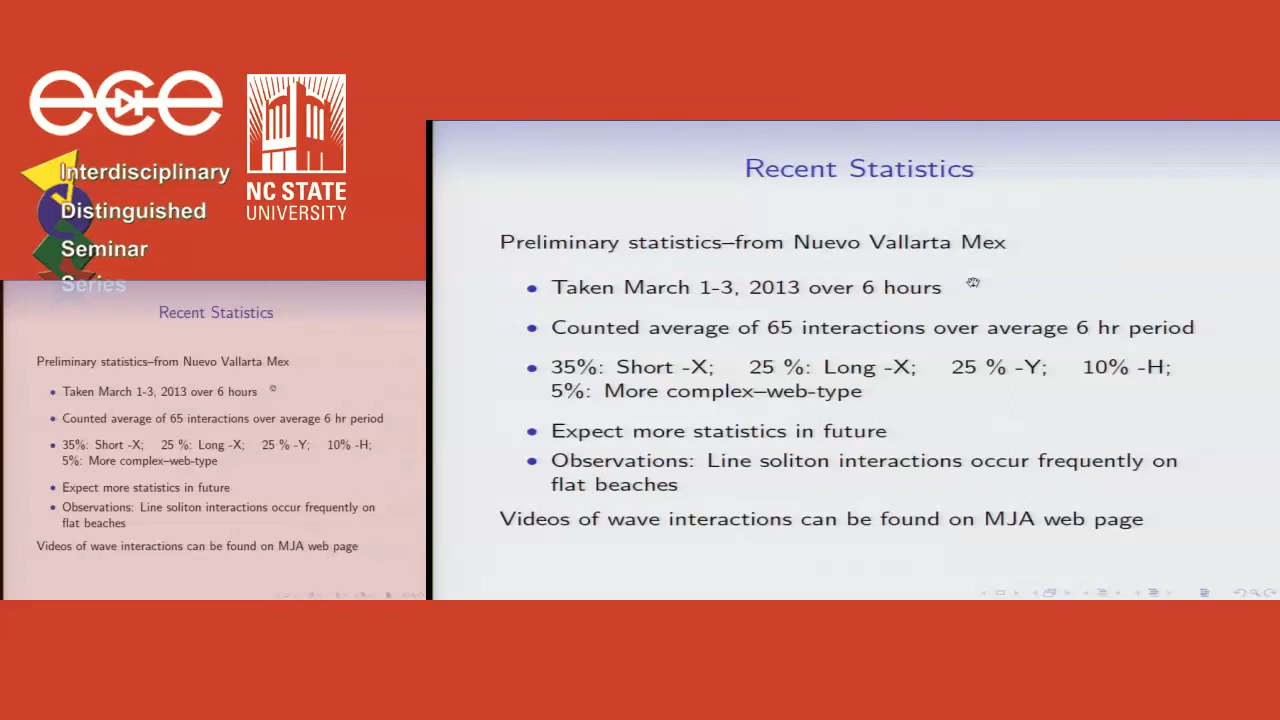 ece
Interdisciplinary
Distinguished
Seminar
Series
NC STATE
UNIVERSITY
Recent Statistics
Preliminary statistics–from Nuevo Vallarta Mex
• Taken March 1-3, 2013 over 6 hours
• Counted average of 65 interactions over average 6 hr period
• 35%: Short -X; 25 %: Long -X; 25 % -Y; 10% -H;
5%: More complex–web-type
• Expect more statistics in future
• Observations: Line soliton interactions occur frequently on
flat beaches
Videos of wave interactions can be found on MJA web page
Recent Statistics
Preliminary statistics–from Nuevo Vallarta Mex
• Taken March 1-3, 2013 over 6 hours
• Counted average of 65 interactions over average 6 hr period
• 35%: Short -X; 25 %: Long -X; 25 % -Y; 10% -H;
5%: More complex–web-type
• Expect more statistics in future
• Observations: Line soliton interactions occur frequently on
flat beaches
Videos of wave interactions can be found on MJA web page